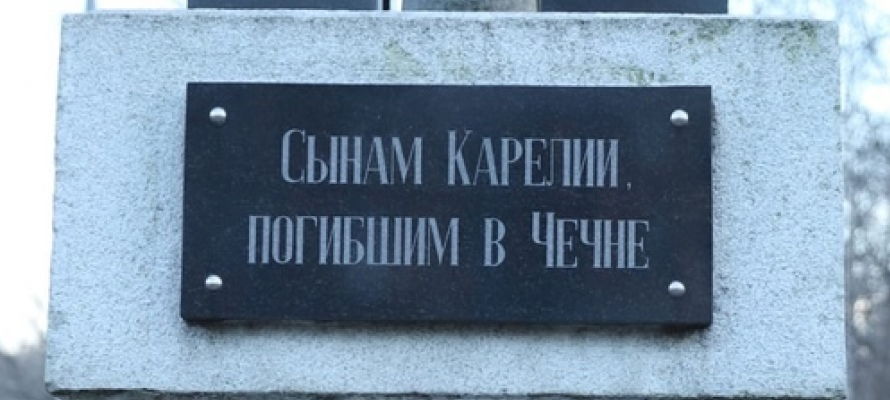 Сынам Карелии,
погибшим в Чечне